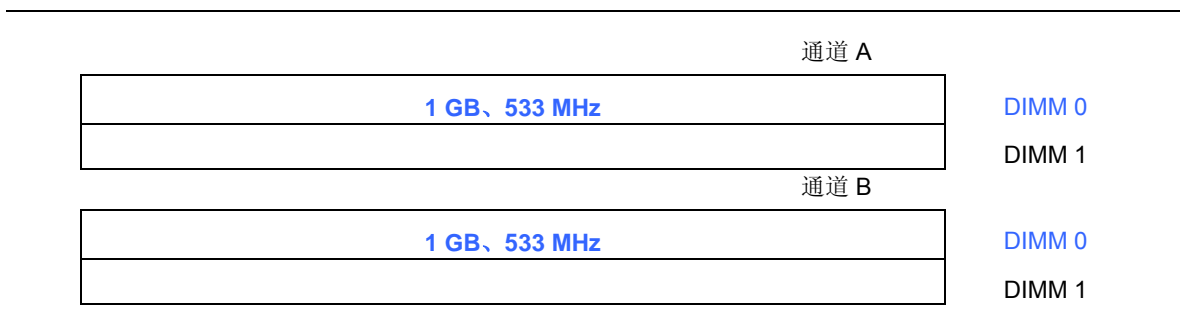 通道 A
1 GB、533 MHz
DIMM 0
DIMM 1
通道 B
1 GB、533 MHz
DIMM 0
DIMM 1